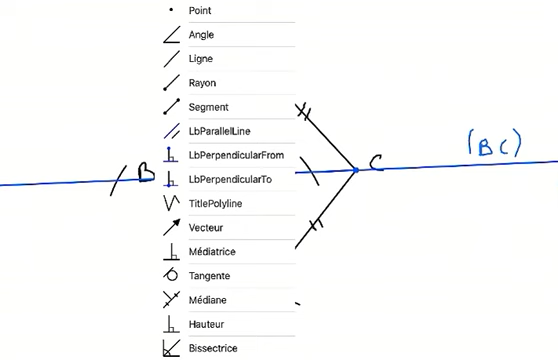 Point
Angle
Ligne
Rayon
Segment
LbParallelLine
LbPerpendicularFrom
LbPerpendicularTo
TitlePolyline
Vecteur
Médiatrice
Tangente
Médiane
Hauteur
Bissectrice
B
C
(BC)